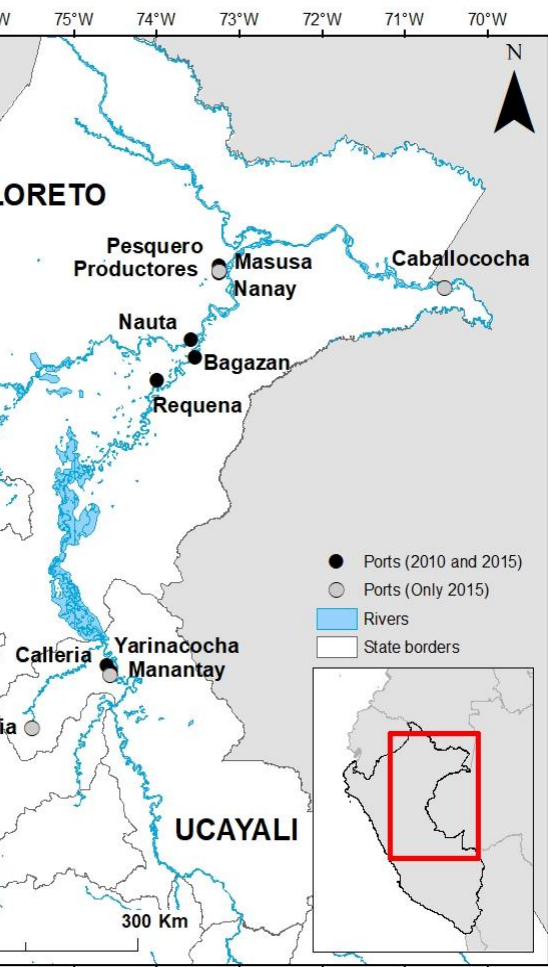 W 75°W 74°W 73°W 72°W 71°W 70°W
N
LORETO
Pesquero
Productores
Masusa
Nanay
Caballococha
Nauta
Bagazan
Requena
Ports (2010 and 2015)
Ports (Only 2015)
Rivers
State borders
Yarinacocha
Calleria
Manantay
ia
UCAYALI
300 Km